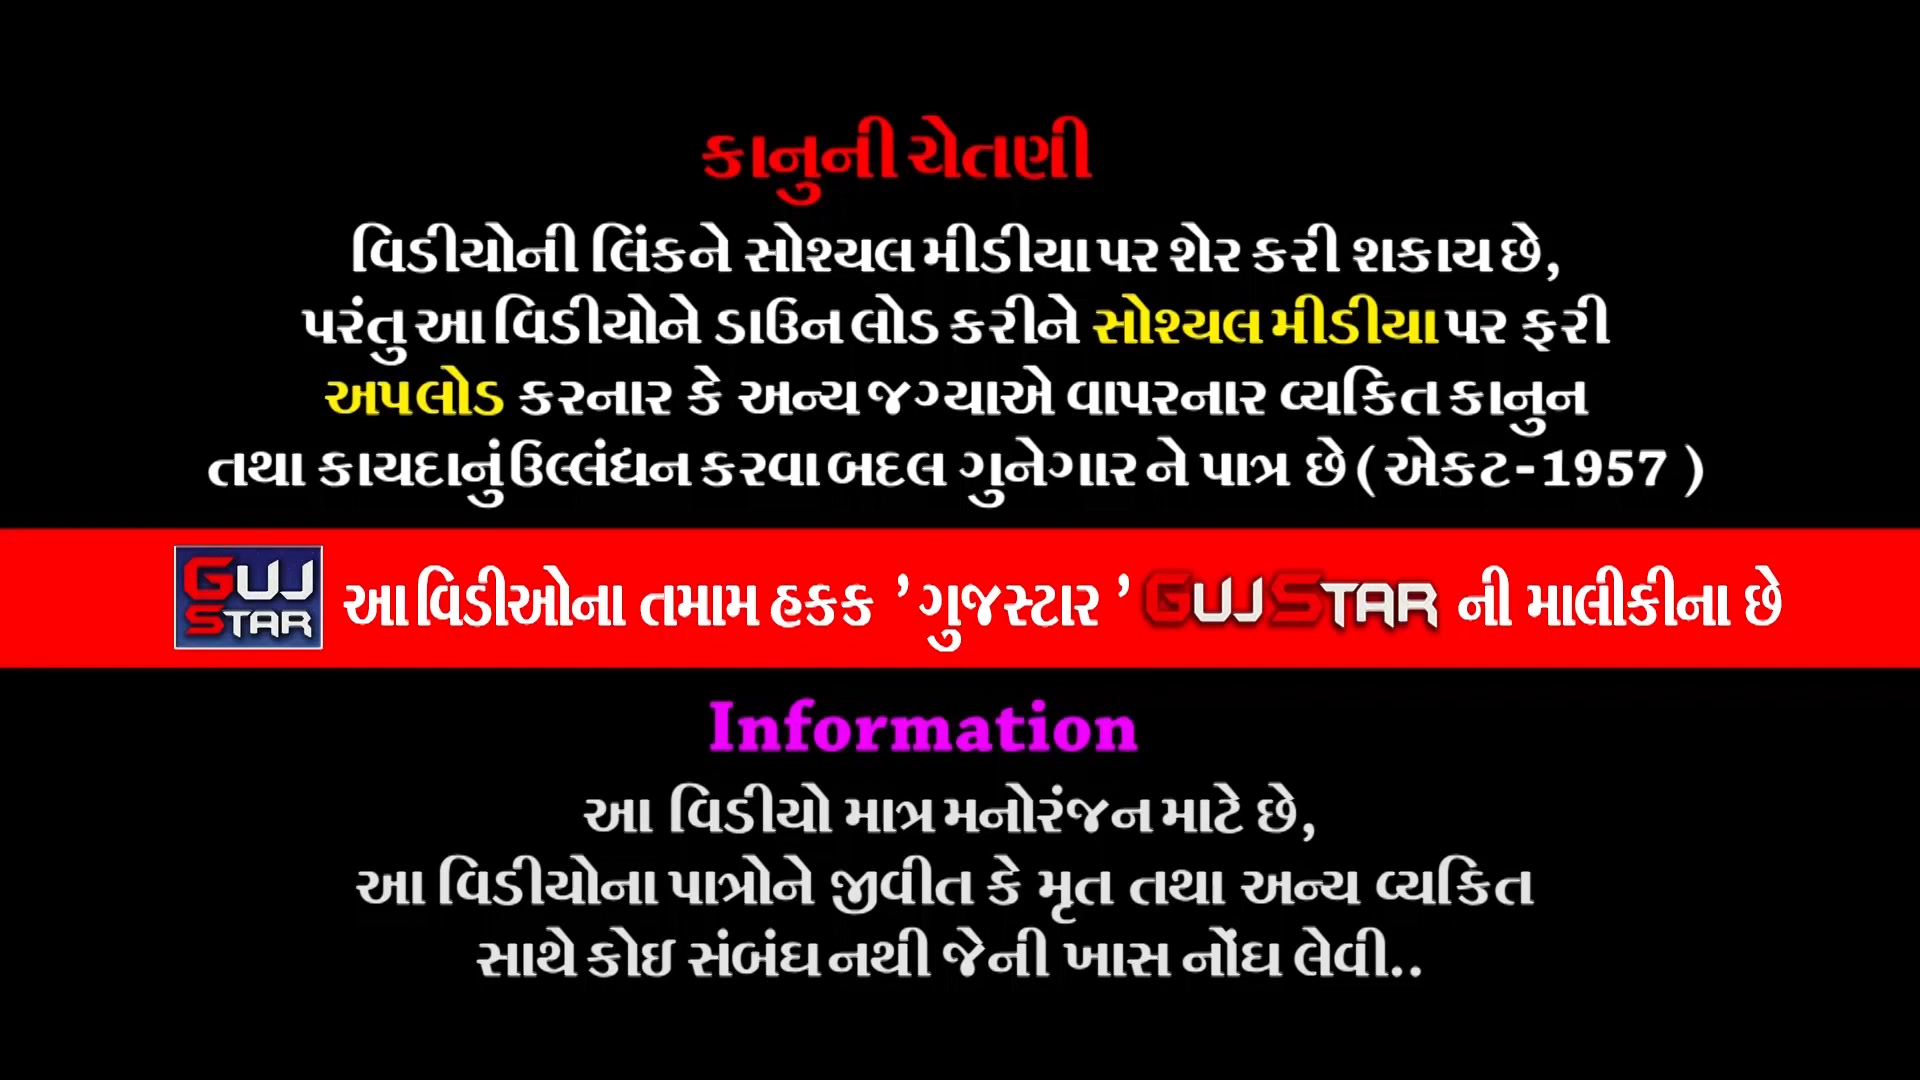 કાનુની ચેતણી
વિડીયોની લિંકને સોશ્યલ મીડીયા પર શેર કરી શકાય છે,
પરંતુ આ વિડીયોને ડાઉન લોડ કરીને સોશ્યલ મીડીયા પર ફરી
અપલોડ કરનાર કે અન્ય જગ્યાએ વાપરનાર વ્યકિત કાનુન
તથા કાયદાનું ઉલ્લંઘન કરવા બદલ ગુનેગાર ને પાત્ર છે ( એકટ-1957 )
GUJ STAR આ વિડીઓના તમામ હકક ’ ગુજસ્ટાર ’ GUJ STAR ની માલીકીના છે
Information
આ વિડીયો માત્ર મનોરંજન માટે છે,
આ વિડીયોના પાત્રોને જીવીત કે મૃત તથા અન્ય વ્યકિત
સાથે કોઇ સંબંઘ નથી જેની ખાસ નોંઘ લેવી..